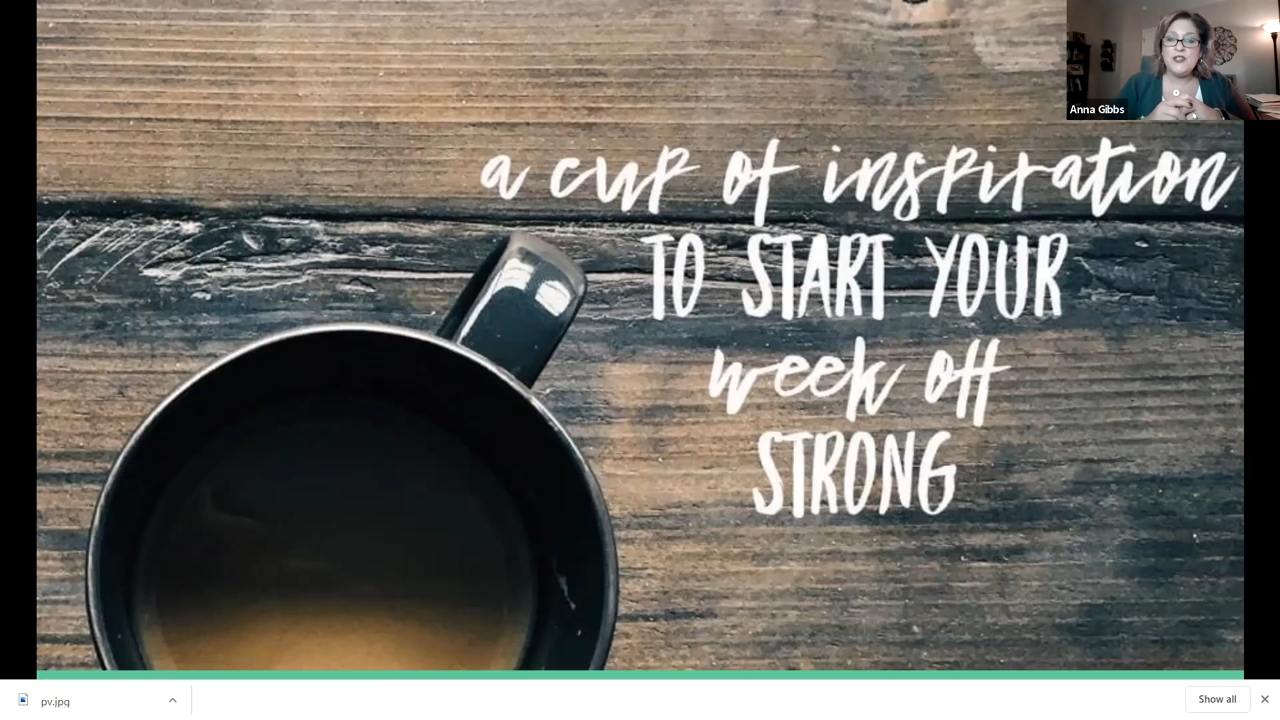 Anna Gibbs
a cup of inspiration
TO START YOUR
week off
STRONG
pv.jpg
Show all